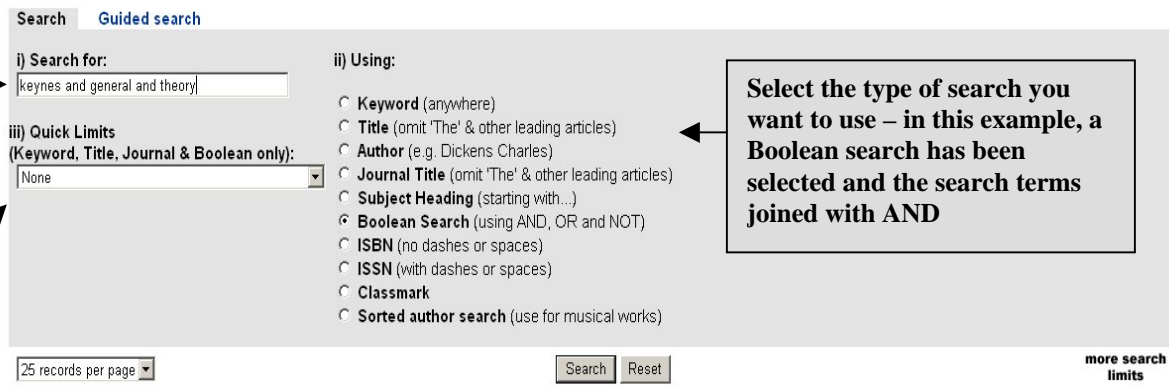 Search Guided search
i) Search for:
keynes and general and theory
iii) Quick Limits
(Keyword, Title, Journal & Boolean only):
None
ii) Using:
Keyword (anywhere)
Title (omit 'The' & other leading articles)
Author (e.g. Dickens Charles)
Journal Title (omit 'The' & other leading articles)
Subject Heading (starting with...)
Boolean Search (using AND, OR and NOT)
ISBN (no dashes or spaces)
ISSN (with dashes or spaces)
Classmark
Sorted author search (use for musical works)
Select the type of search you
want to use – in this example, a
Boolean search has been
selected and the search terms
joined with AND
25 records per page
Search Reset
more search
limits